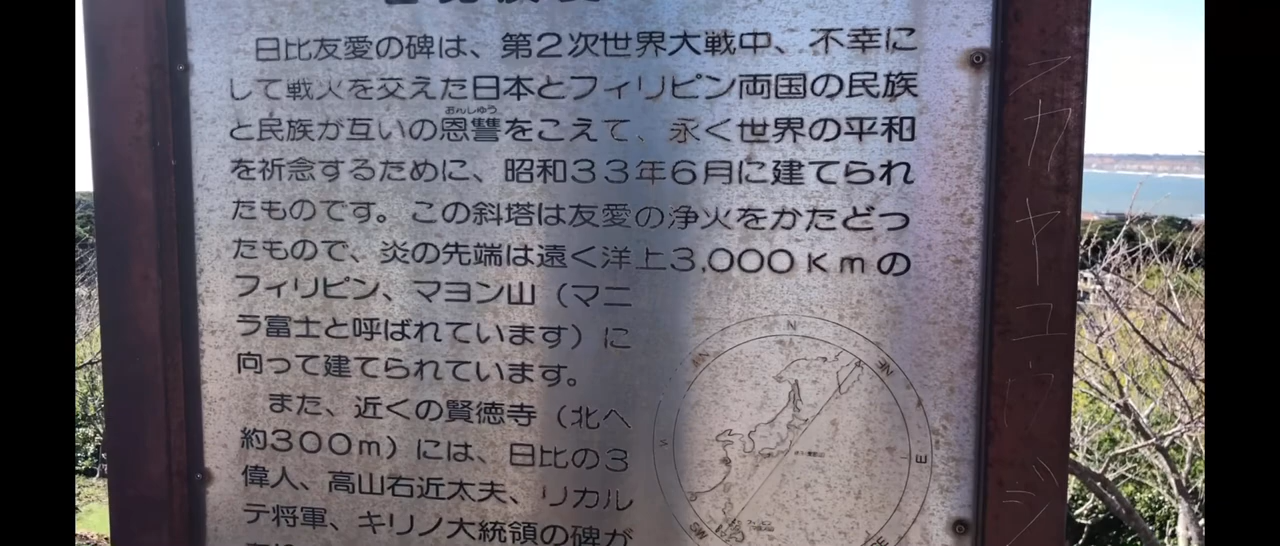 日比友愛の碑は、第２次世界大戦中、不幸に
して戦火を交えた日本とフィリピン両国の民族
おんしゅう
と民族が互いの恩讐をこえて、永く世界の平和
を祈念するために、昭和３３年６月に建てられ
たものです。この斜塔は友愛の浄火をかたどっ
たもので、炎の先端は遠く洋上3,000Ｋｍの
フィリピン、マヨン山（マニ
ラ富士と呼ばれています）に
向って建てられています。
また、近くの賢徳寺（北へ
約３００ｍ）には、日比の３
偉人、高山右近太夫、リカル
テ将軍、キリノ大統領の碑が
N
NE
E
SE
SW
W